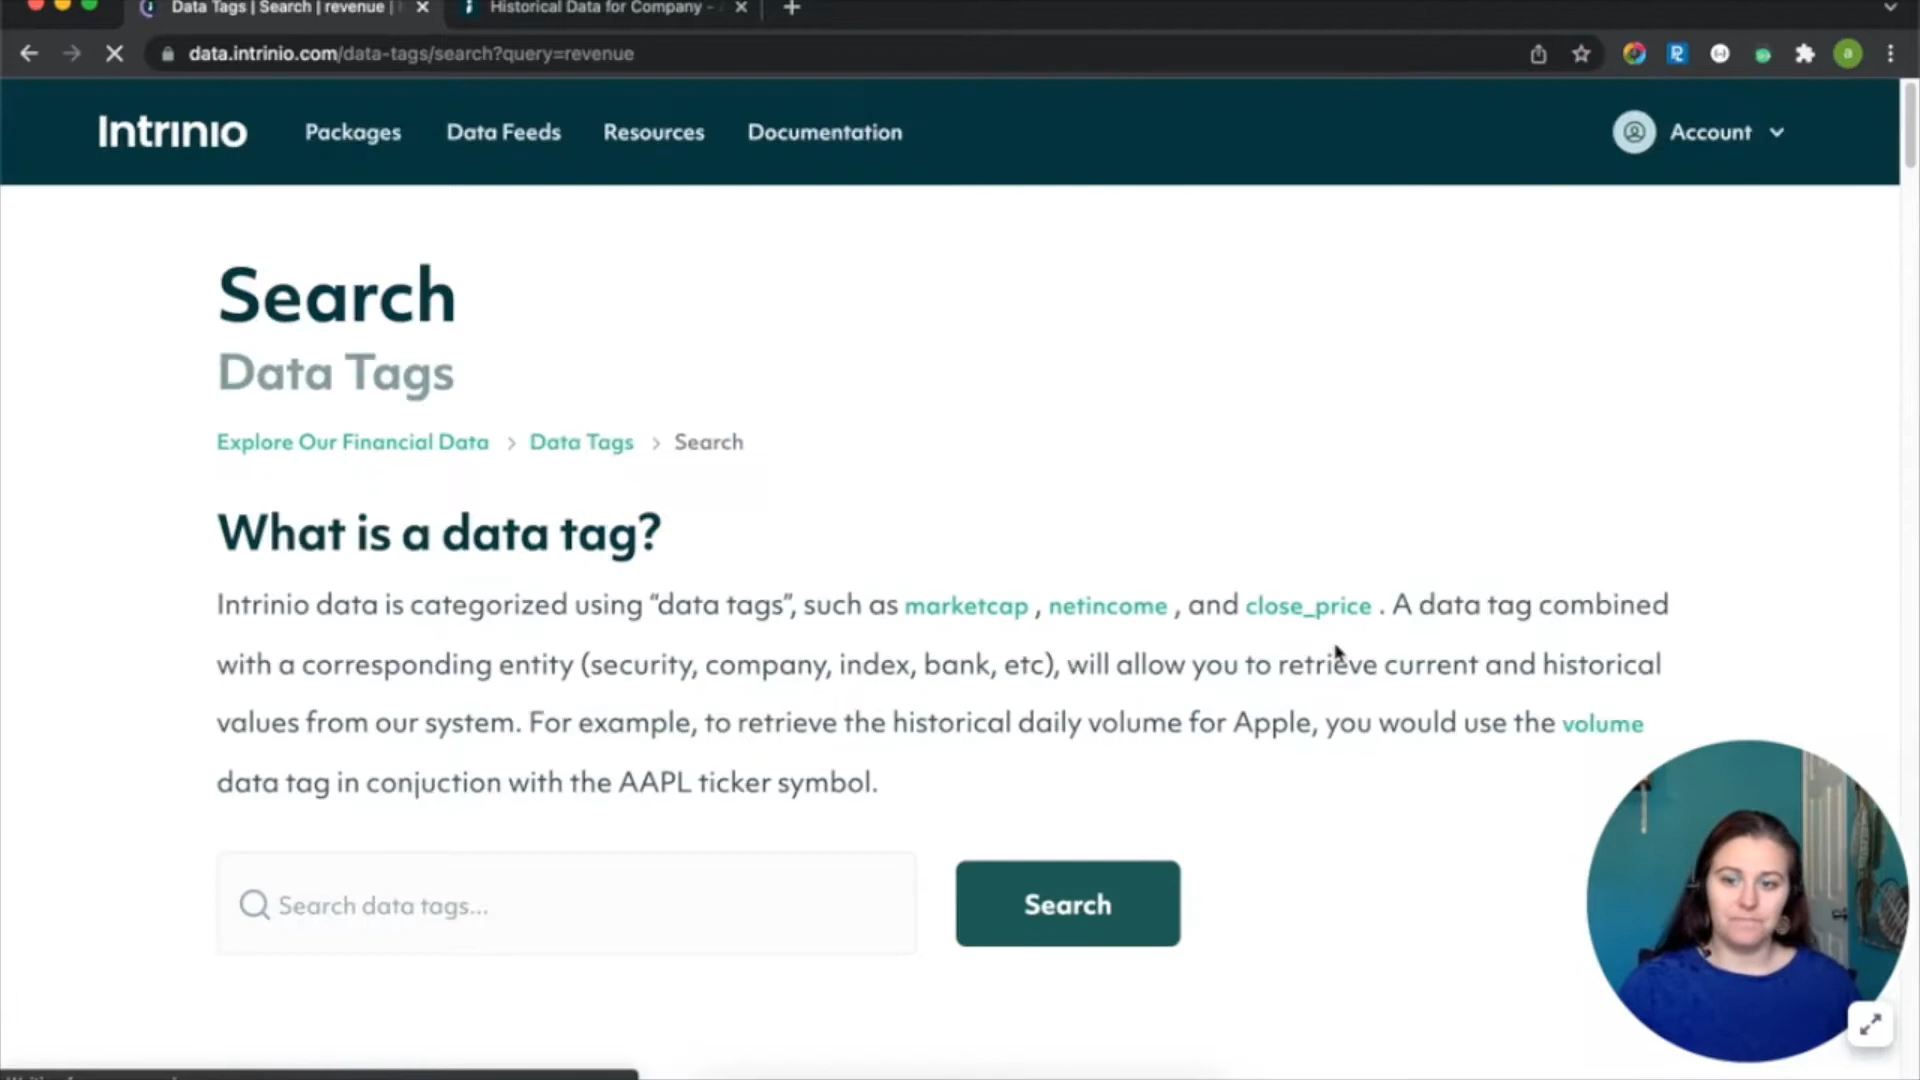 Data Tags | Search | revenue |
Historical Data for Company -
data.intrinio.com/data-tags/search?query=revenue
a
Intrinio
Packages
Data Feeds
Resources
Documentation
Account
Search
Data Tags
Explore Our Financial Data > Data Tags > Search
What is a data tag?
Intrinio data is categorized using “data tags”, such as marketcap , netincome , and close_price . A data tag combined
with a corresponding entity (security, company, index, bank, etc), will allow you to retrieve current and historical
values from our system. For example, to retrieve the historical daily volume for Apple, you would use the volume
data tag in conjuction with the AAPL ticker symbol.
Search data tags...
Search